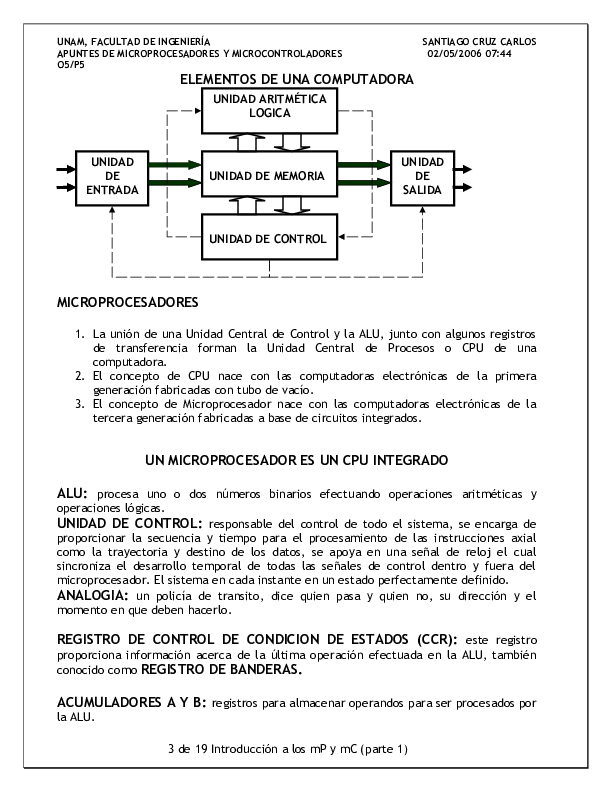 UNAM, FACULTAD DE INGENIERÍA SANTIAGO CRUZ CARLOS
APUNTES DE MICROPROCESADORES Y MICROCONTROLADORES 02/05/2006 07:44
O5/P5
ELEMENTOS DE UNA COMPUTADORA
UNIDAD ARITMÉTICA
LOGICA
UNIDAD
DE
ENTRADA
UNIDAD DE MEMORIA
UNIDAD
DE
SALIDA
UNIDAD DE CONTROL
MICROPROCESADORES
1. La unión de una Unidad Central de Control y la ALU, junto con algunos registros
de transferencia forman la Unidad Central de Procesos o CPU de una
computadora.
2. El concepto de CPU nace con las computadoras electrónicas de la primera
generación fabricadas con tubo de vacío.
3. El concepto de Microprocesador nace con las computadoras electrónicas de la
tercera generación fabricadas a base de circuitos integrados.
UN MICROPROCESADOR ES UN CPU INTEGRADO
ALU: procesa uno o dos números binarios efectuando operaciones aritméticas y
operaciones lógicas.
UNIDAD DE CONTROL: responsable del control de todo el sistema, se encarga de
proporcionar la secuencia y tiempo para el procesamiento de las instrucciones axial
como la trayectoria y destino de los datos, se apoya en una señal de reloj el cual
sincroniza el desarrollo temporal de todas las señales de control dentro y fuera del
microprocesador. El sistema en cada instante en un estado perfectamente definido.
ANALOGIA: un policía de transito, dice quien pasa y quien no, su dirección y el
momento en que deben hacerlo.
REGISTRO DE CONTROL DE CONDICION DE ESTADOS (CCR): este registro
proporciona información acerca de la última operación efectuada en la ALU, también
conocido como REGISTRO DE BANDERAS.
ACUMULADORES A Y B: registros para almacenar operandos para ser procesados por
la ALU.
3 de 19 Introducción a los mP y mC (parte 1)